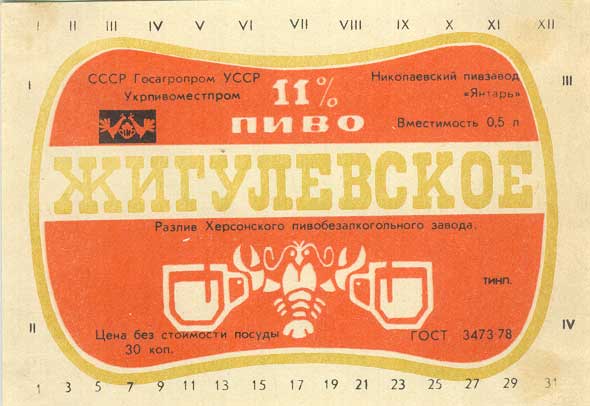 I II III IV V VI VII VIII IX X XI XII
I
СССР Госагропром УССР
Укрпивоместпром
11%
ПИВО
Николаевский пивзавод
«Янтарь»
Вместимость 0,5 л.
III
ЖИГУЛЕВСКОЕ
Разлив Херсонского пивобезалкогольного завода.
тинп.
II
Цена без стоимости посуды
30 коп.
ГОСТ 3473-78
IV
1 3 5 7 9 11 13 15 17 19 21 23 25 27 29 31